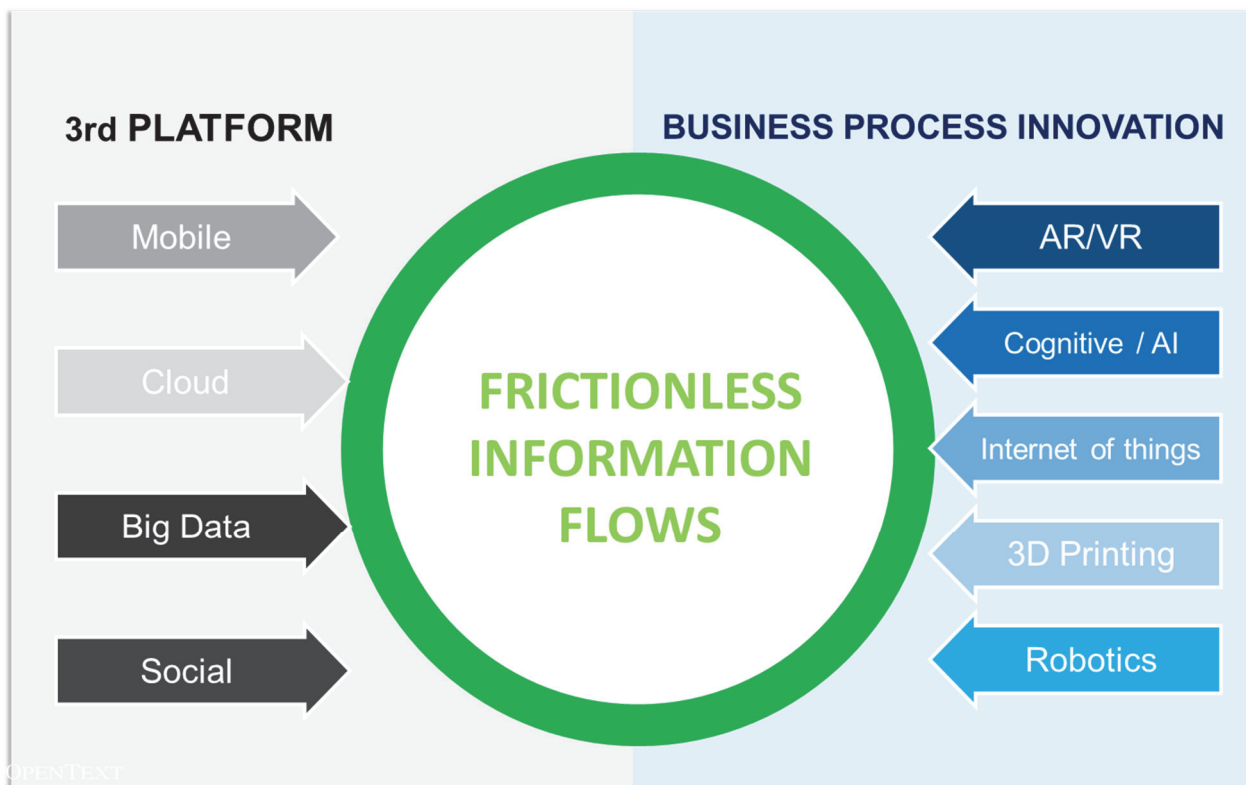 3rd PLATFORM
Mobile
Cloud
Big Data
Social
FRICTIONLESS
INFORMATION
FLOWS
BUSINESS PROCESS INNOVATION
AR/VR
Cognitive / AI
Internet of things
3D Printing
Robotics
OPENTEXT